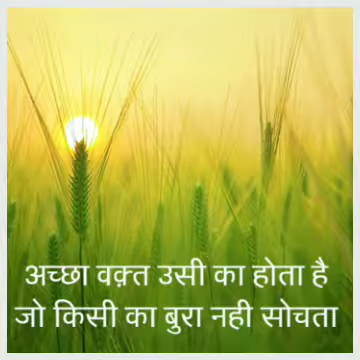 अच्छा वक़्त उसी का होता है
जो किसी का बुरा नही सोचता